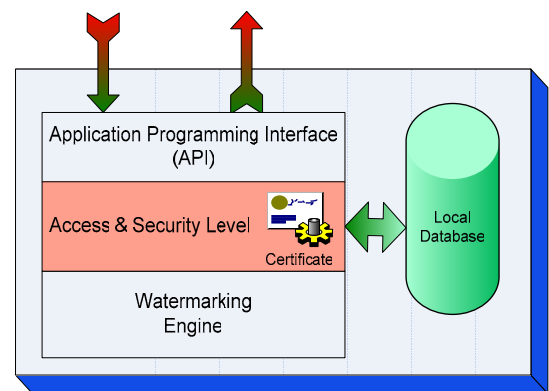 Application Programming Interface
(API)
Access & Security Level
Certificate
Local
Database
Watermarking
Engine